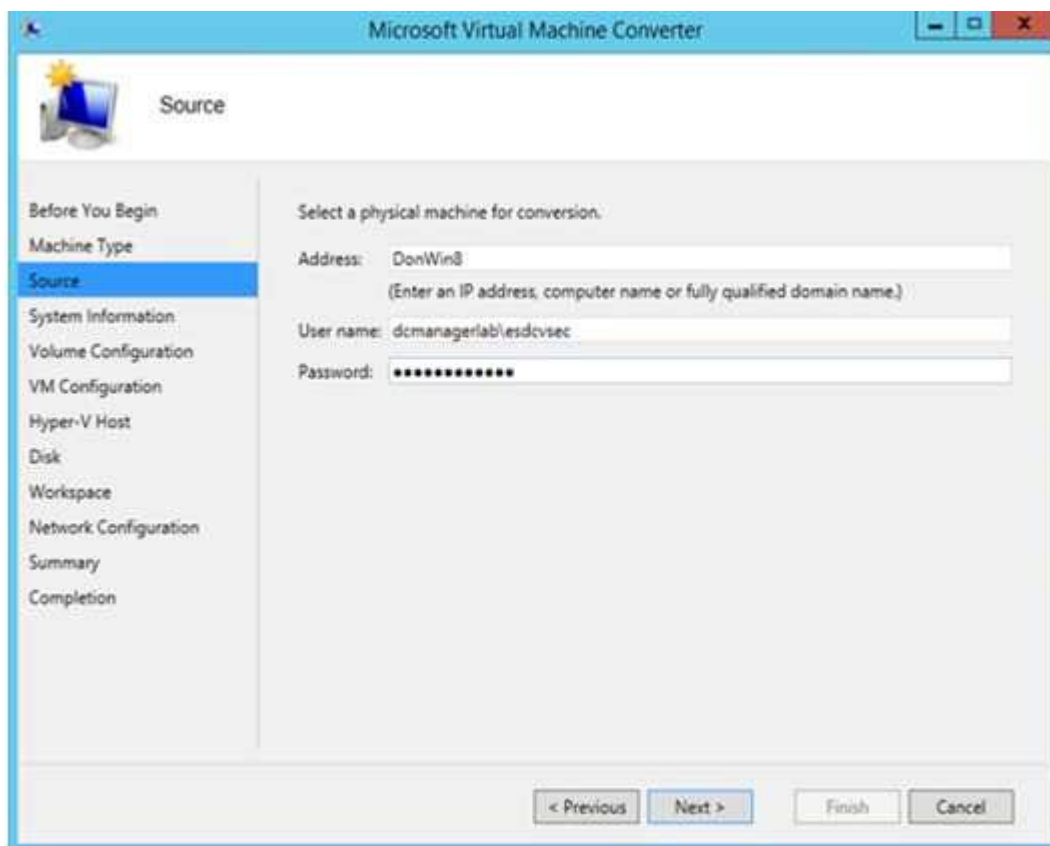 Microsoft Virtual Machine Converter
Source
Before You Begin
Machine Type
Source
System Information
Volume Configuration
VM Configuration
Hyper-V Host
Disk
Workspace
Network Configuration
Summary
Completion
Select a physical machine for conversion.
Address: DonWin8
(Enter an IP address, computer name or fully qualified domain name.)
User name: dcmanagerlab\esdcvsec
Password: ••••••••••••
< Previous Next > Finish Cancel